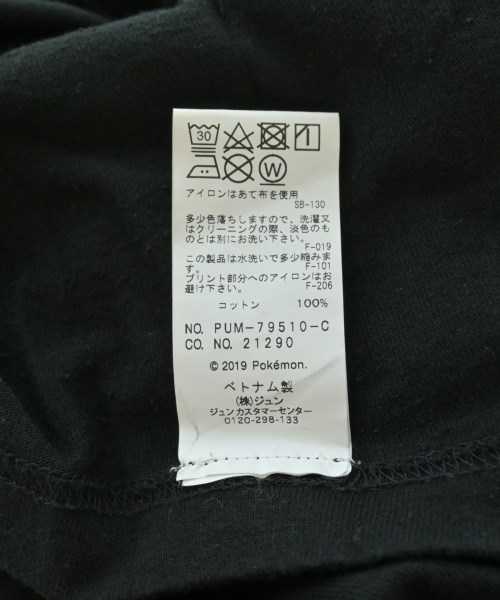 30
W
アイロンはあて布を使用
SB-130
多少色落ちしますので、洗濯又
はクリーニングの際、淡色のも
のとは別にお洗い下さい。
F-019
この製品は水洗いで多少縮みま
す。 F-101
プリント部分へのアイロンはお
避け下さい。 F-206
コットン 100%
NO. PUM-79510-C
CO. NO. 21290
© 2019 Pokémon.
ベトナム製
(株)ジュン
ジュン カスタマーセンター
0120-298-133